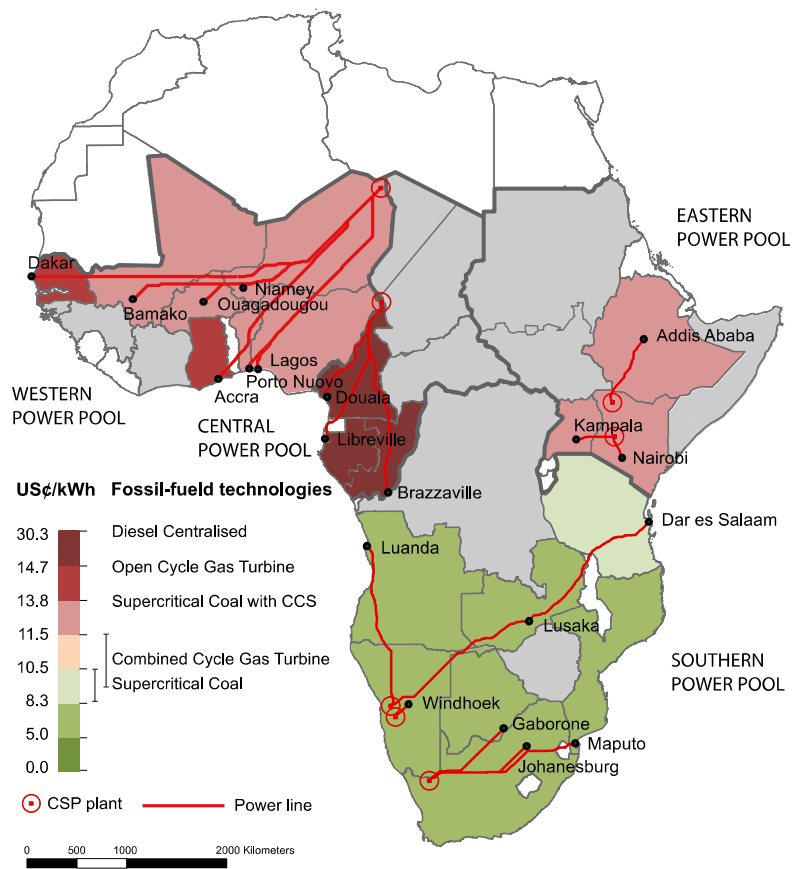 EASTERN
POWER POOL
Dakar
Niamey
Ouagadougou
Bamako
Addis Ababa
Lagos
Porto Nuovo
Accra
WESTERN
POWER POOL
Douala
CENTRAL
POWER POOL
Libreville
Kampala
Nairobi
US¢/kWh Fossil-fueld technologies
Brazzaville
30.3
Diesel Centralised
14.7
Open Cycle Gas Turbine
13.8
Supercritical Coal with CCS
11.5
Combined Cycle Gas Turbine
10.5
Supercritical Coal
8.3
5.0
0.0
Dar es Salaam
Luanda
Lusaka
SOUTHERN
POWER POOL
Windhoek
Gaborone
Maputo
Johanesburg
CSP plant
Power line
0 500 1000 2000 Kilometers